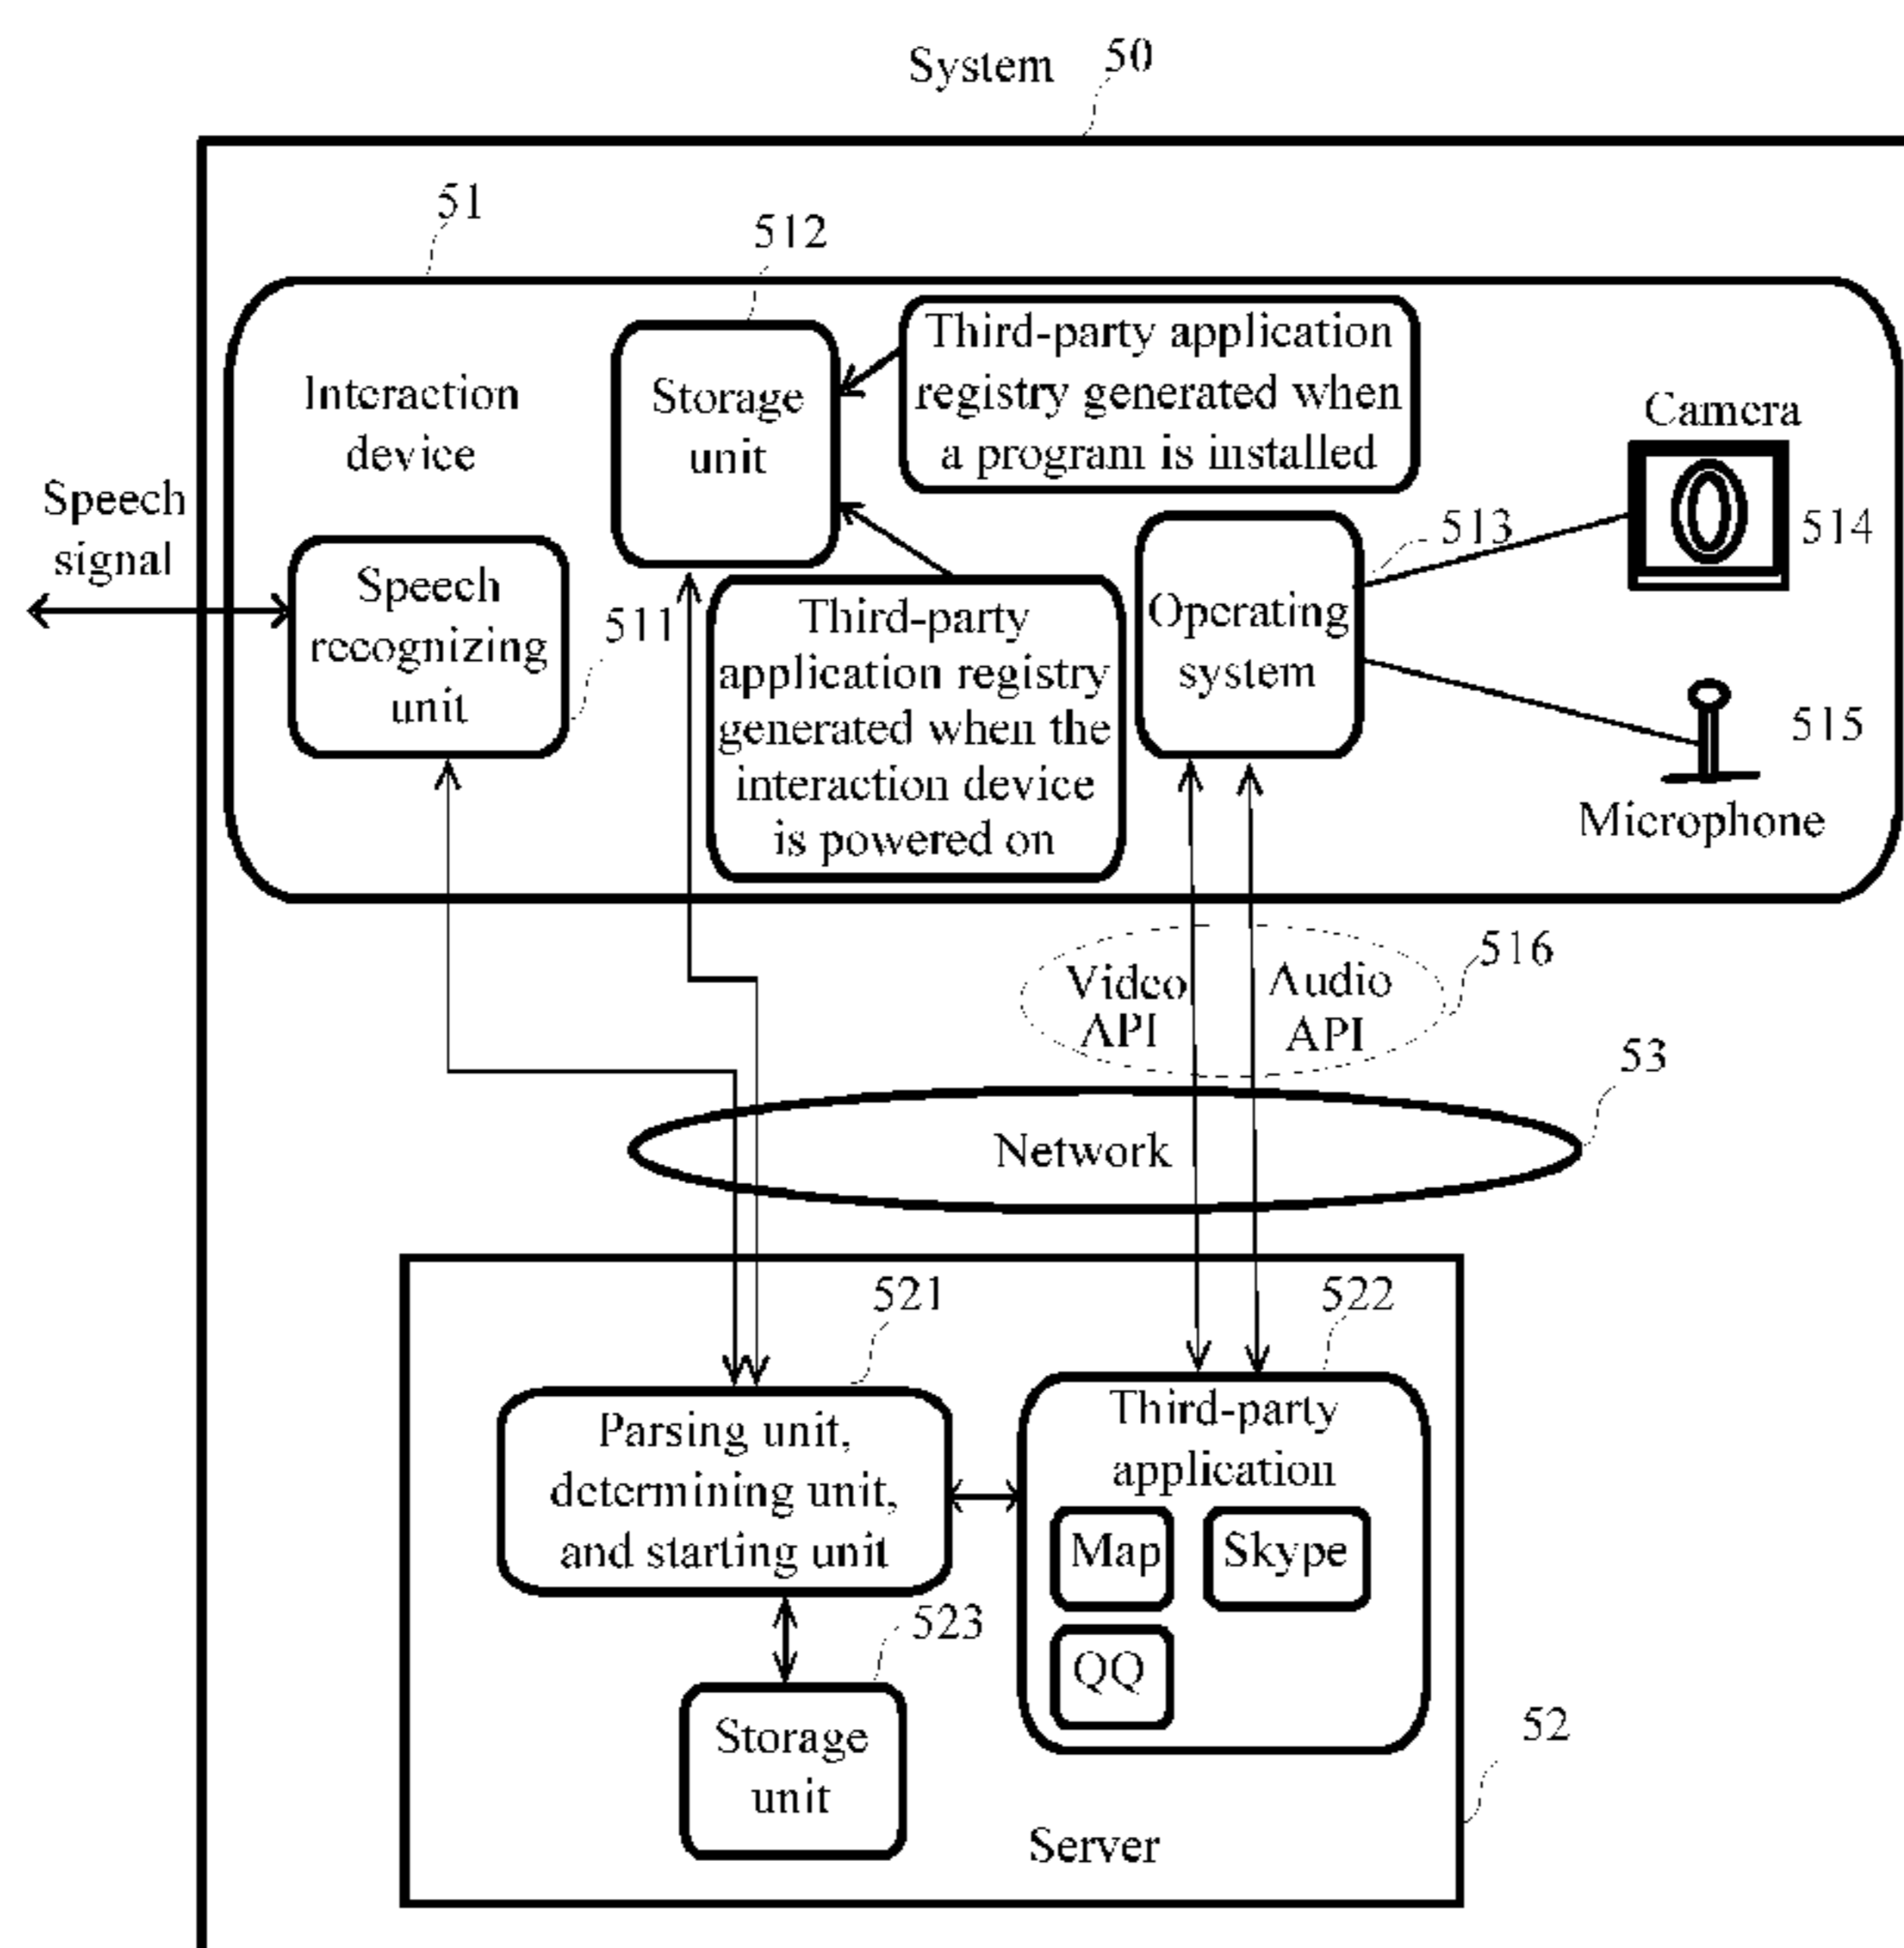 System
50
51
512
Interaction
device
Storage
unit
Third-party application
registry generated when
a program is installed
Camera
514
513
Speech
signal
Speech
recognizing
unit
511
Third-party
application registry
generated when the
interaction device
is powered on
Operating
system
515
Microphone
Video
API
Audio
API
516
53
Network
521
522
Parsing unit,
determining unit,
and starting unit
Third-party
application
Map
Skype
QQ
523
Storage
unit
52
Server